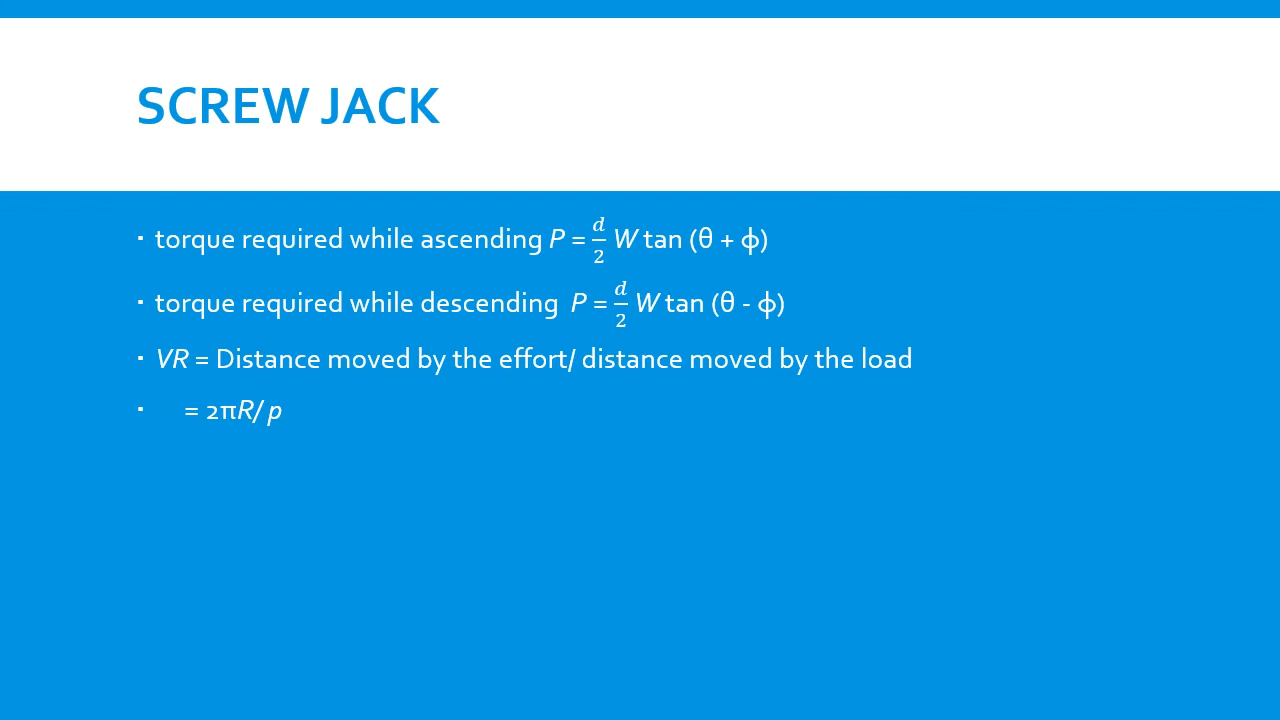 SCREW JACK
▪ torque required while ascending P = d/2 W tan (θ + ϕ)
▪ torque required while descending  P = d/2 W tan (θ - ϕ)
▪ VR = Distance moved by the effort/ distance moved by the load
▪ = 2πR/ p